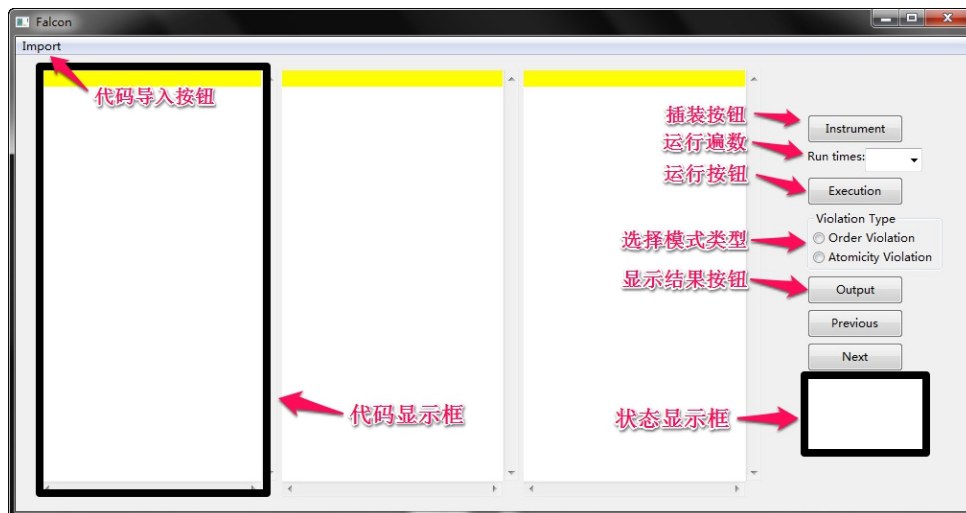 Falcon
Import
代码导入按钮
插装按钮
Instrument
运行遍数
Run times:
运行按钮
Execution
Violation Type
选择模式类型
Order Violation
Atomicity Violation
显示结果按钮
Output
Previous
Next
代码显示框
状态显示框